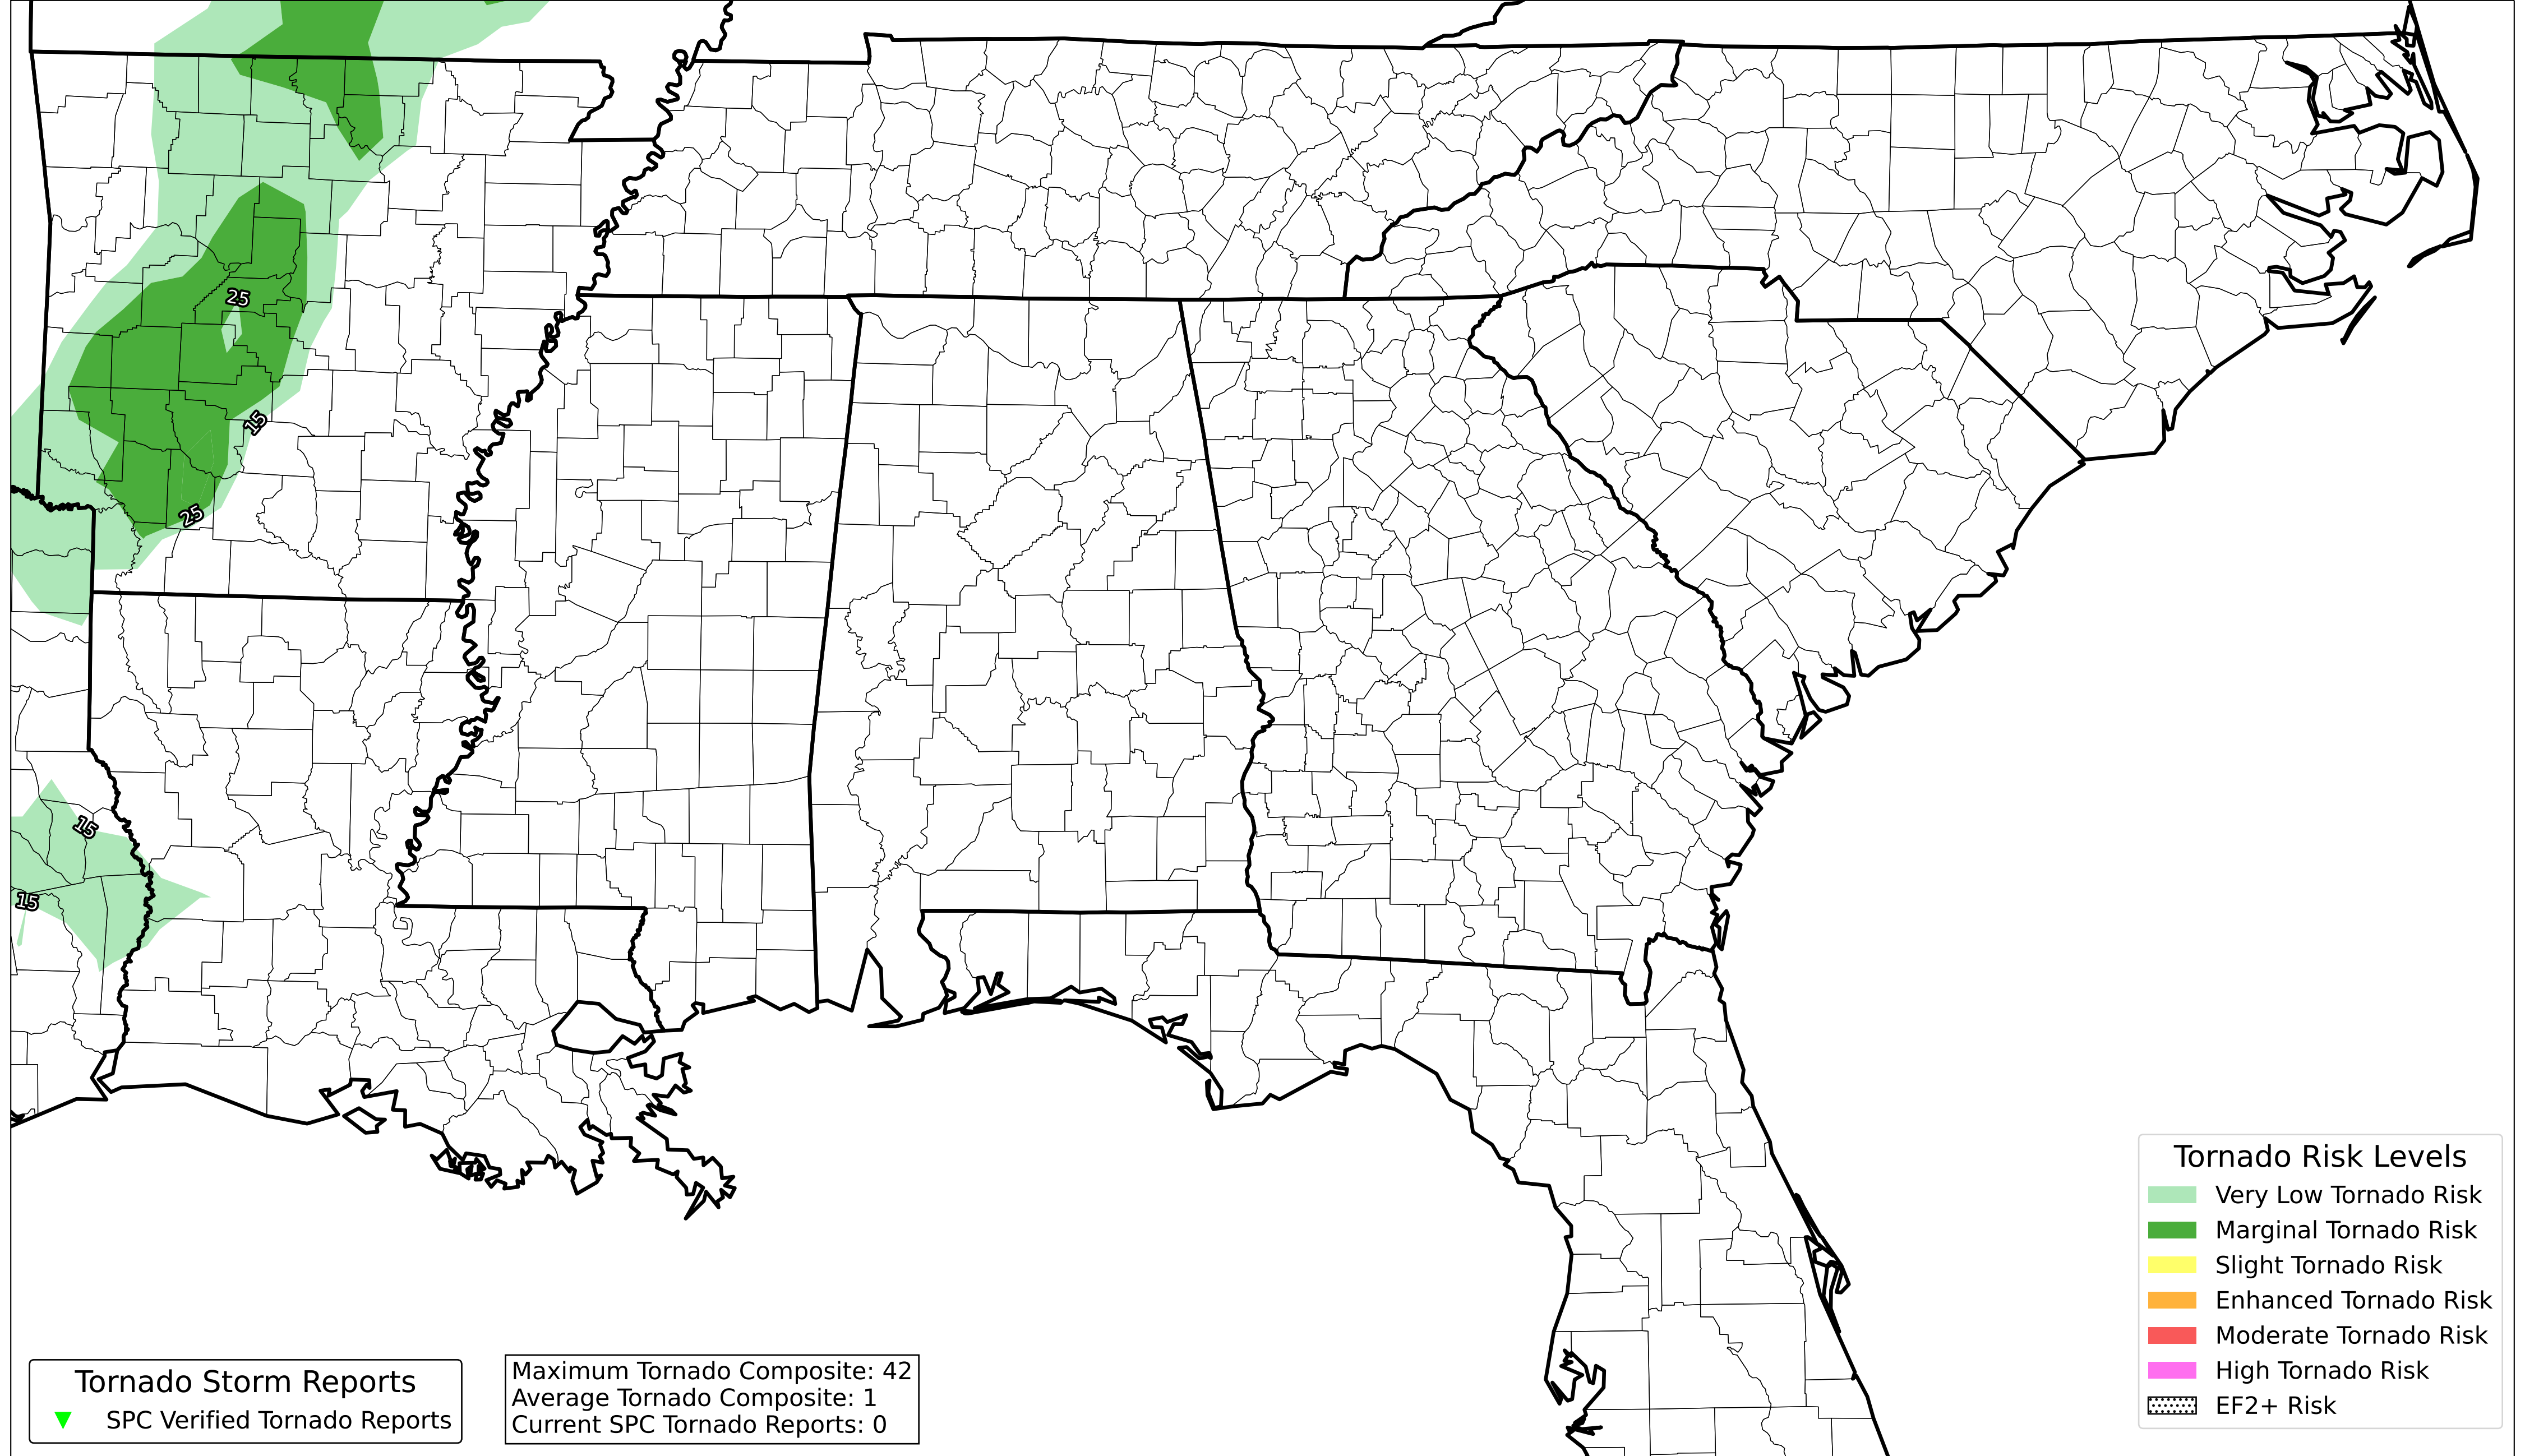 25
15
25
15
15
Tornado Risk Levels
Very Low Tornado Risk
Marginal Tornado Risk
Slight Tornado Risk
Enhanced Tornado Risk
Moderate Tornado Risk
High Tornado Risk
EF2+ Risk
Tornado Storm Reports
SPC Verified Tornado Reports
Maximum Tornado Composite: 42
Average Tornado Composite: 1
Current SPC Tornado Reports: 0